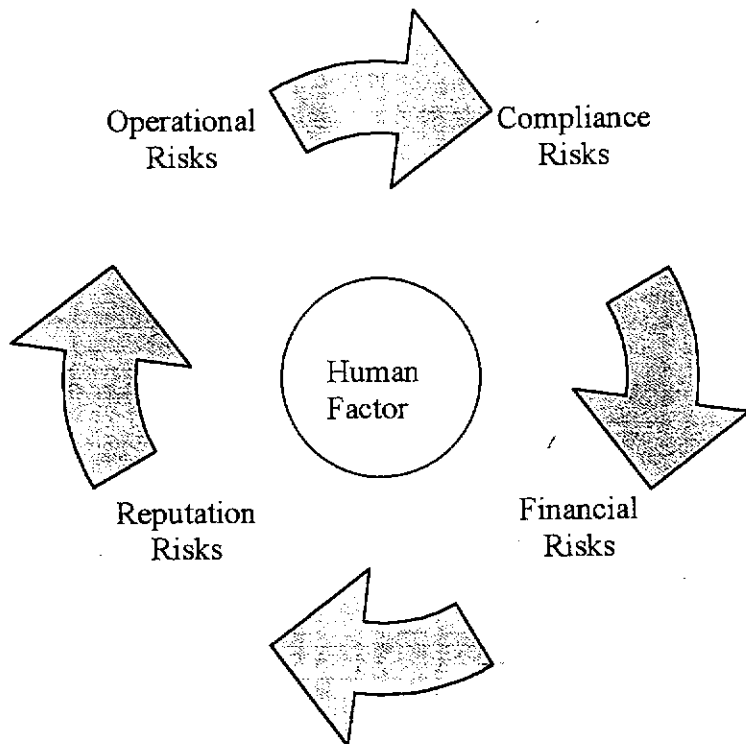 Operational
Risks
Compliance
Risks
Human
Factor
Reputation
Risks
Financial
Risks